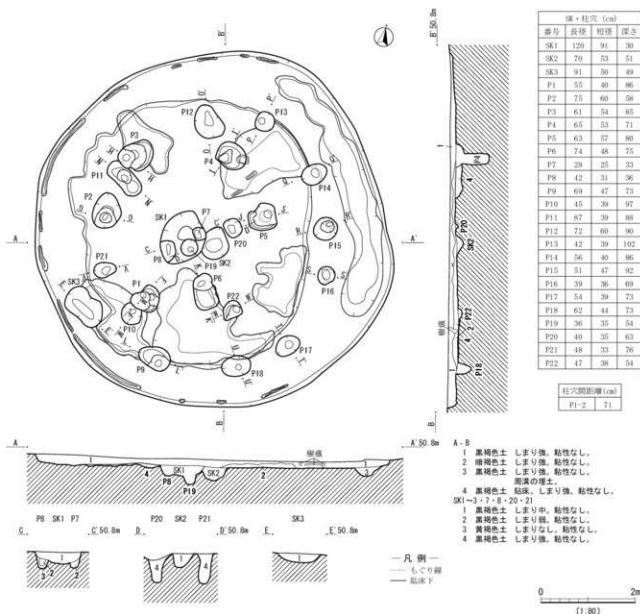 B'50.8m
B'
B
A
A'
P12
P13
P3
P4
P11
P14
P2
SK1
P7
P20
P5
P15
P8
SK2
P21
P19
P16
SK3
P1
P6
P10
P22
P17
P9
P18
B
P4
P20
SK2
P22
P18
樹痕
A
A'50.8m
樹痕
SK1
SK2
P8
P19
P8 SK1 P7
C
C'50.8m
P20 SK2 P21
D
D'50.8m
SK3
E
E'50.8m
― 凡 例 ―
もぐり線
貼床下
溝・柱穴 (cm)
番号 長径 短径 深さ
SK1 120 91 30
SK2 70 53 51
SK3 91 50 49
P1 55 40 86
P2 75 60 58
P3 61 54 85
P4 65 53 71
P5 63 57 80
P6 74 48 75
P7 28 25 33
P8 42 31 36
P9 69 47 73
P10 45 39 97
P11 87 39 88
P12 72 60 90
P13 42 39 102
P14 56 40 86
P15 51 47 92
P16 39 36 69
P17 54 39 73
P18 62 44 73
P19 36 35 54
P20 40 35 63
P21 48 33 76
P22 47 38 54
柱穴間距離(cm)
P1-2 71
A-B
1 黒褐色土 しまり強。粘性なし。
2 暗褐色土 しまり強。粘性なし。
3 黒褐色土 しまり強。粘性なし。
周溝の埋土。
4 黒褐色土 貼床。しまり強。粘性なし。
SK1～3・7・8・20・21
1 黒褐色土 しまり中。粘性なし。
2 黒褐色土 しまり弱。粘性なし。
3 黄褐色土 しまりなし。粘性なし。
4 黒褐色土 しまり強。粘性なし。
0 2m
[1:80]